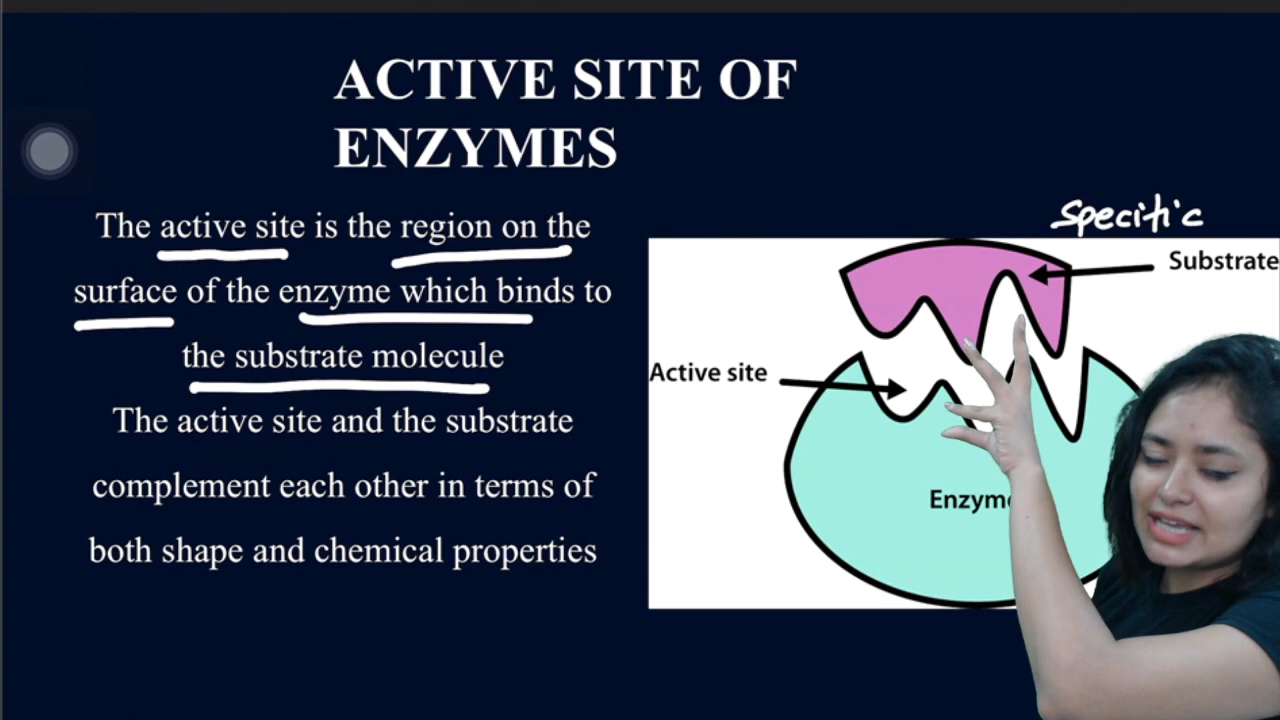 ACTIVE SITE OF
ENZYMES
The active site is the region on the
surface of the enzyme which binds to
the substrate molecule
The active site and the substrate
complement each other in terms of
both shape and chemical properties
Specific
Substrate
Active site
Enzyme